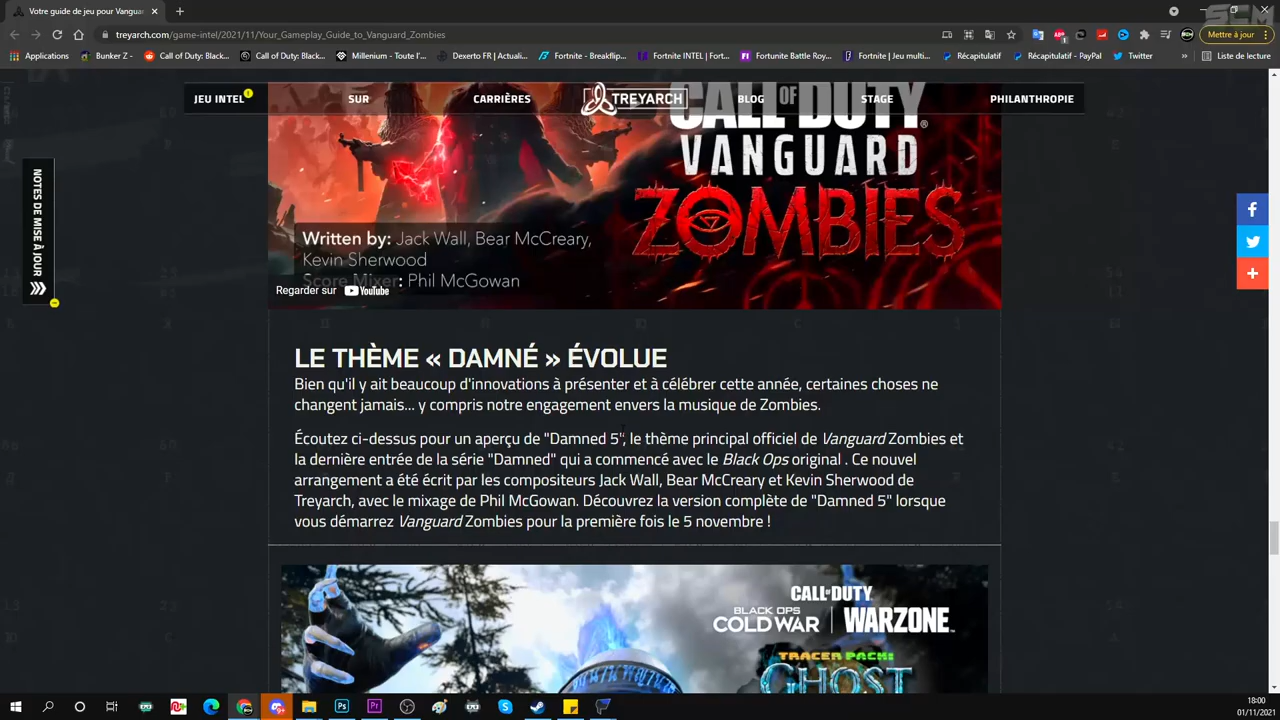 Votre guide de jeu pour Vangua
treyarch.com/game-intel/2021/11/Your_Gameplay_Guide_to_Vanguard_Zombies
Mettre à jour
Applications
Bunker Z -
Call of Duty: Black...
Call of Duty: Black...
Millenium - Toute l'...
Dexerto FR | Actuali...
Fortnite - Breakflip...
Fortnite INTEL | Fort...
Fortunite Battle Roy...
Fortnite | Jeu multi...
Récapitulatif
Récapitulatif - PayPal
Twitter
»
Liste de lecture
JEU INTEL
SUR
CARRIÈRES
TREYARCH
BLOG
STAGE
PHILANTHROPIE
NOTES DE MISE À JOUR
CALL OF DUTY
VANGUARD
ZOMBIES
Written by: Jack Wall, Bear McCreary,
Kevin Sherwood
Score Mixer: Phil McGowan
Regarder sur YouTube
LE THÈME « DAMNÉ » ÉVOLUE
Bien qu'il y ait beaucoup d'innovations à présenter et à célébrer cette année, certaines choses ne
changent jamais... y compris notre engagement envers la musique de Zombies.
Écoutez ci-dessus pour un aperçu de "Damned 5", le thème principal officiel de Vanguard Zombies et
la dernière entrée de la série "Damned" qui a commencé avec le Black Ops original . Ce nouvel
arrangement a été écrit par les compositeurs Jack Wall, Bear McCreary et Kevin Sherwood de
Treyarch, avec le mixage de Phil McGowan. Découvrez la version complète de "Damned 5" lorsque
vous démarrez Vanguard Zombies pour la première fois le 5 novembre !
CALL OF DUTY
BLACK OPS
COLD WAR | WARZONE
TRACER PACK:
GHOST
18:00
01/11/2021